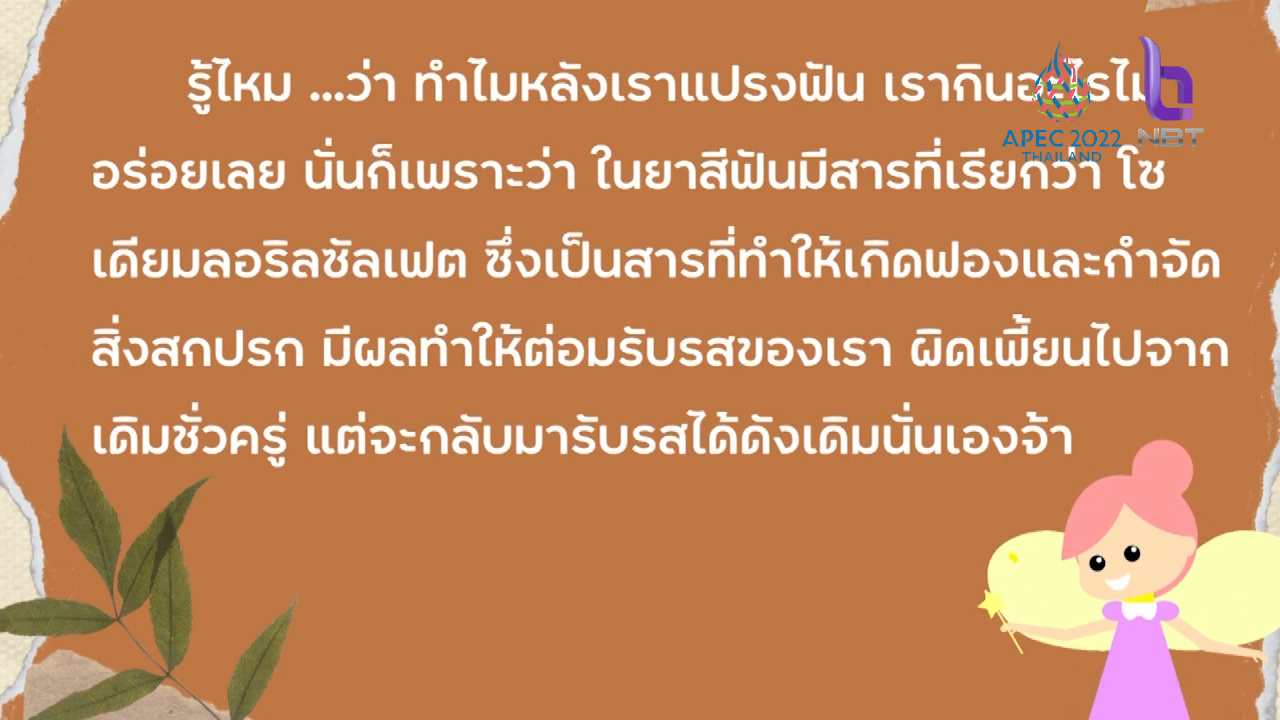 รู้ไหม ...ว่า ทำไมหลังเราแปรงฟัน เรากินอะไรไม่
อร่อยเลย นั่นก็เพราะว่า ในยาสีฟันมีสารที่เรียกว่า โซ
เดียมลอริลซัลเฟต ซึ่งเป็นสารที่ทำให้เกิดฟองและกำจัด
สิ่งสกปรก มีผลทำให้ต่อมรับรสของเรา ผิดเพี้ยนไปจาก
เดิมชั่วครู่ แต่จะกลับมารับรสได้ดังเดิมนั่นเองจ้า
APEC 2022
THAILAND
NBT